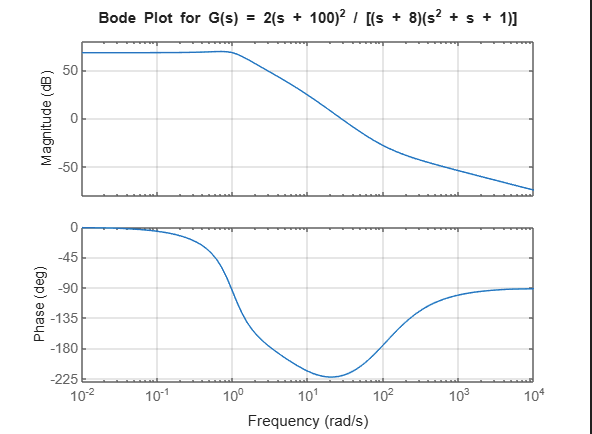 Bode Plot for G(s) = 2(s + 100)² / [(s + 8)(s² + s + 1)]
Magnitude (dB)
50
0
-50
Phase (deg)
0
-45
-90
-135
-180
-225
10⁻² 10⁻¹ 10⁰ 10¹ 10² 10³ 10⁴
Frequency (rad/s)